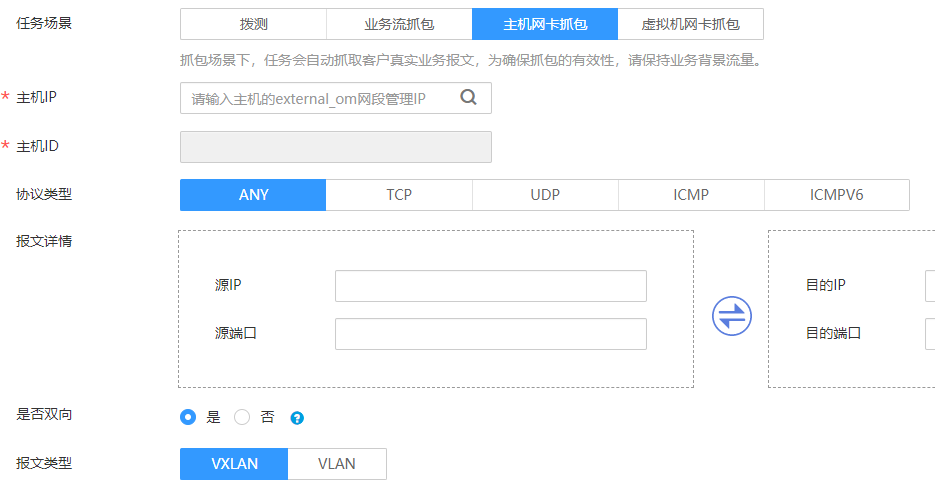 任务场景 拨测 业务流抓包 主机网卡抓包 虚拟机网卡抓包
抓包场景下，任务会自动抓取客户真实业务报文，为确保抓包的有效性，请保持业务背景流量。
* 主机IP 请输入主机的external_om网段管理IP
* 主机ID
协议类型 ANY TCP UDP ICMP ICMPV6
报文详情
源IP 目的IP
源端口 目的端口
是否双向 是 否 ?
报文类型 VXLAN VLAN